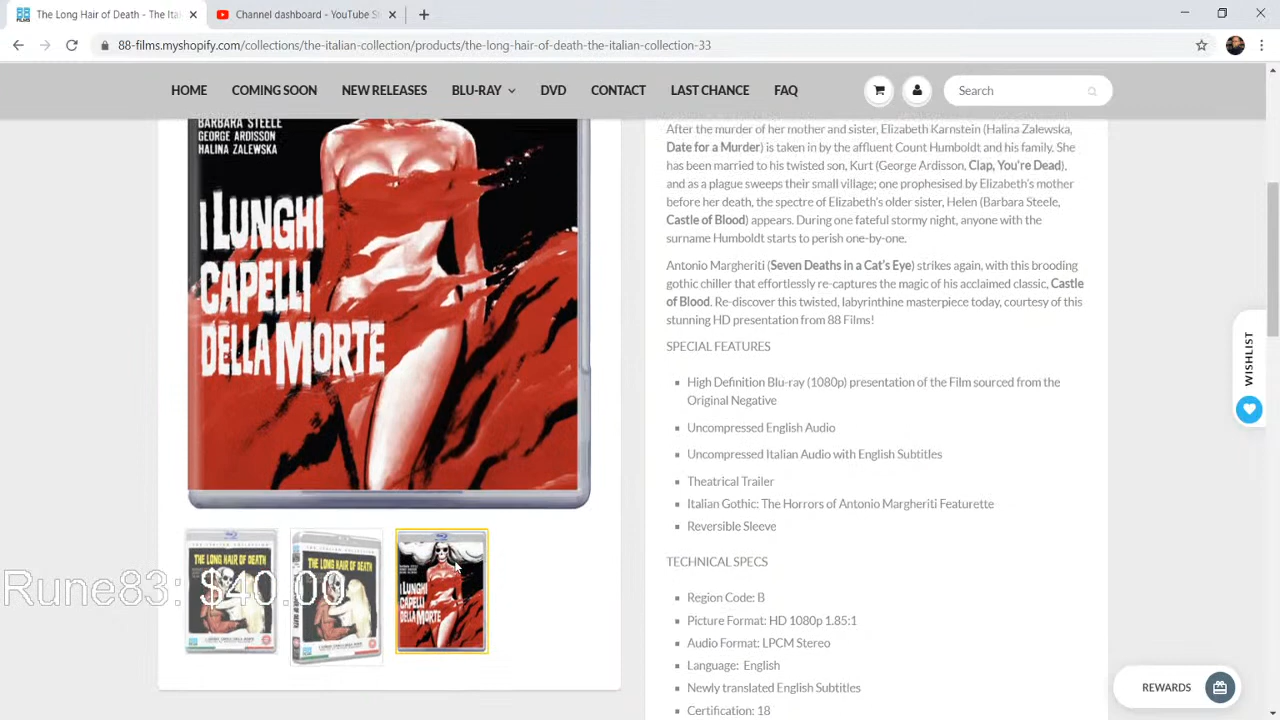 The Long Hair of Death - The Ita
Channel dashboard - YouTube St
88-films.myshopify.com/collections/the-italian-collection/products/the-long-hair-of-death-the-italian-collection-33
HOME COMING SOON NEW RELEASES BLU-RAY DVD CONTACT LAST CHANCE FAQ Search
BARBARA STEELE
GEORGE ARDISSON
HALINA ZALEWSKA
I LUNGHI
CAPELLI
DELLA MORTE
THE LONG HAIR OF DEATH
THE LONG HAIR OF DEATH
I LUNGHI
CAPELLI
DELLA MORTE
Rune83: $40.00
After the murder of her mother and sister, Elizabeth Karnstein (Halina Zalewska,
Date for a Murder) is taken in by the affluent Count Humboldt and his family. She
has been married to his twisted son, Kurt (George Ardisson, Clap, You're Dead),
and as a plague sweeps their small village; one prophesised by Elizabeth's mother
before her death, the spectre of Elizabeth's older sister, Helen (Barbara Steele,
Castle of Blood) appears. During one fateful stormy night, anyone with the
surname Humboldt starts to perish one-by-one.
Antonio Margheriti (Seven Deaths in a Cat's Eye) strikes again, with this brooding
gothic chiller that effortlessly re-captures the magic of his acclaimed classic, Castle
of Blood. Re-discover this twisted, labyrinthine masterpiece today, courtesy of this
stunning HD presentation from 88 Films!
SPECIAL FEATURES
High Definition Blu-ray (1080p) presentation of the Film sourced from the
Original Negative
Uncompressed English Audio
Uncompressed Italian Audio with English Subtitles
Theatrical Trailer
Italian Gothic: The Horrors of Antonio Margheriti Featurette
Reversible Sleeve
TECHNICAL SPECS
Region Code: B
Picture Format: HD 1080p 1.85:1
Audio Format: LPCM Stereo
Language: English
Newly translated English Subtitles
Certification: 18
WISHLIST
REWARDS